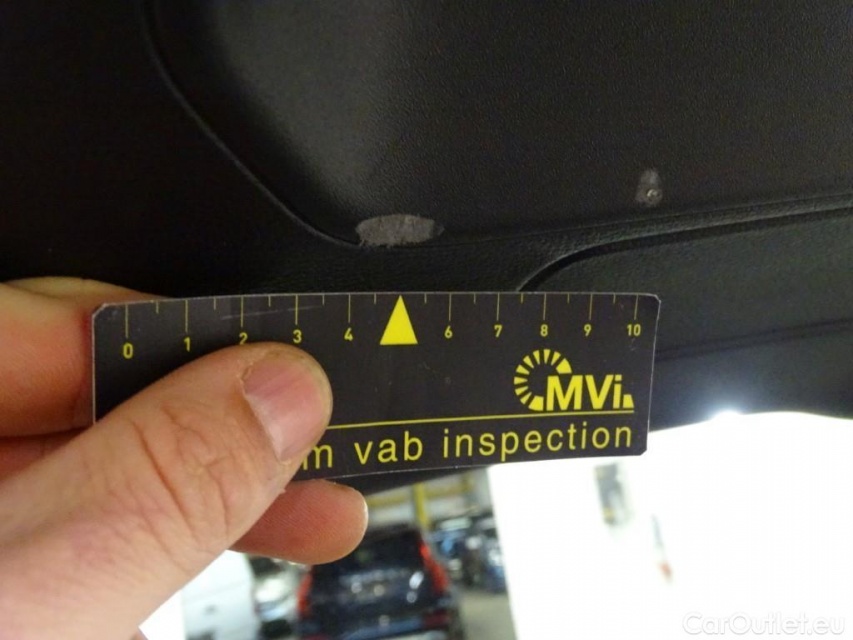 0 1 2 3 4 6 7 8 9 10
MVi
m vab inspection
CarOutlet.eu